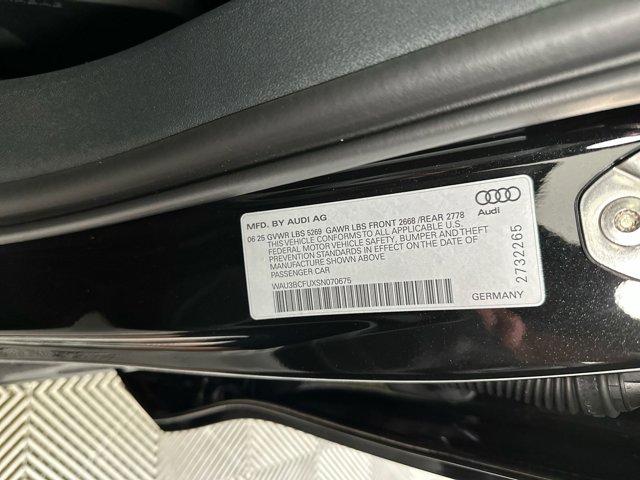 MFD. BY AUDI AG
06 25 GVWR LBS 5269 GAWR LBS FRONT 2668 /REAR 2778
THIS VEHICLE CONFORMS TO ALL APPLICABLE U.S.
FEDERAL MOTOR VEHICLE SAFETY, BUMPER AND THEFT
PREVENTION STANDARDS IN EFFECT ON THE DATE OF
MANUFACTURE SHOWN ABOVE
PASSENGER CAR
WAU3BCFUXSN070675
GERMANY
Audi
2732265